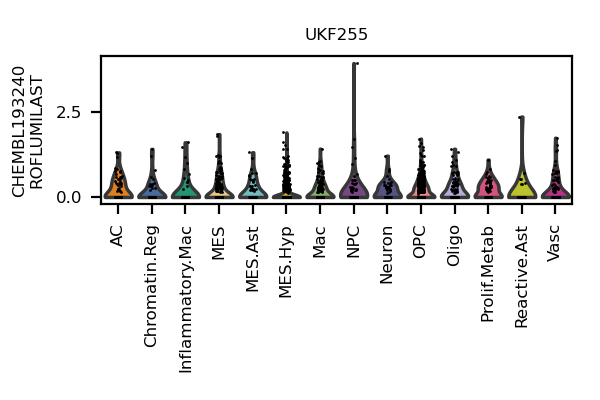 UKF255
CHEMBL193240
ROFLUMILAST
2.5
0.0
AC
Chromatin.Reg
Inflammatory.Mac
MES
MES.Ast
MES.Hyp
Mac
NPC
Neuron
OPC
Oligo
Prolif.Metab
Reactive.Ast
Vasc